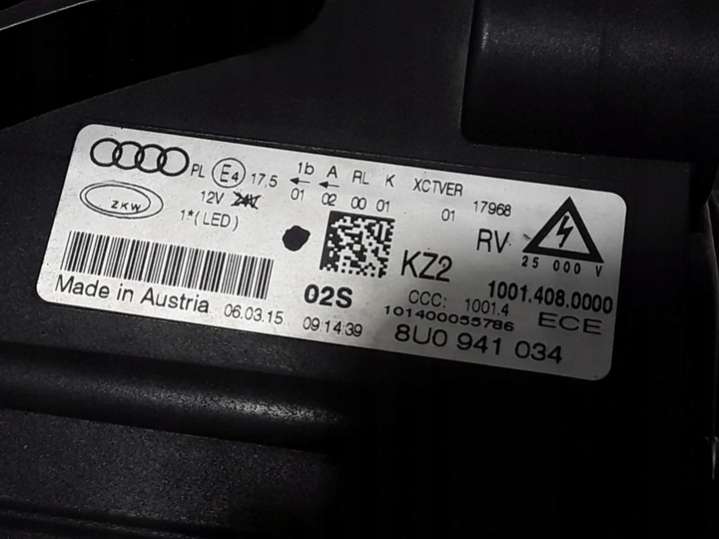 PL E4 17.5 1b A RL K XCTVER 17968
01 02 00 01 01
12V 24V
ZKW 1*(LED)
RV 25 000 V
KZ2 1001.408.0000
02S CCC: 1001.4 ECE
101400055786
Made in Austria 06.03.15 09:14:39 8U0 941 034